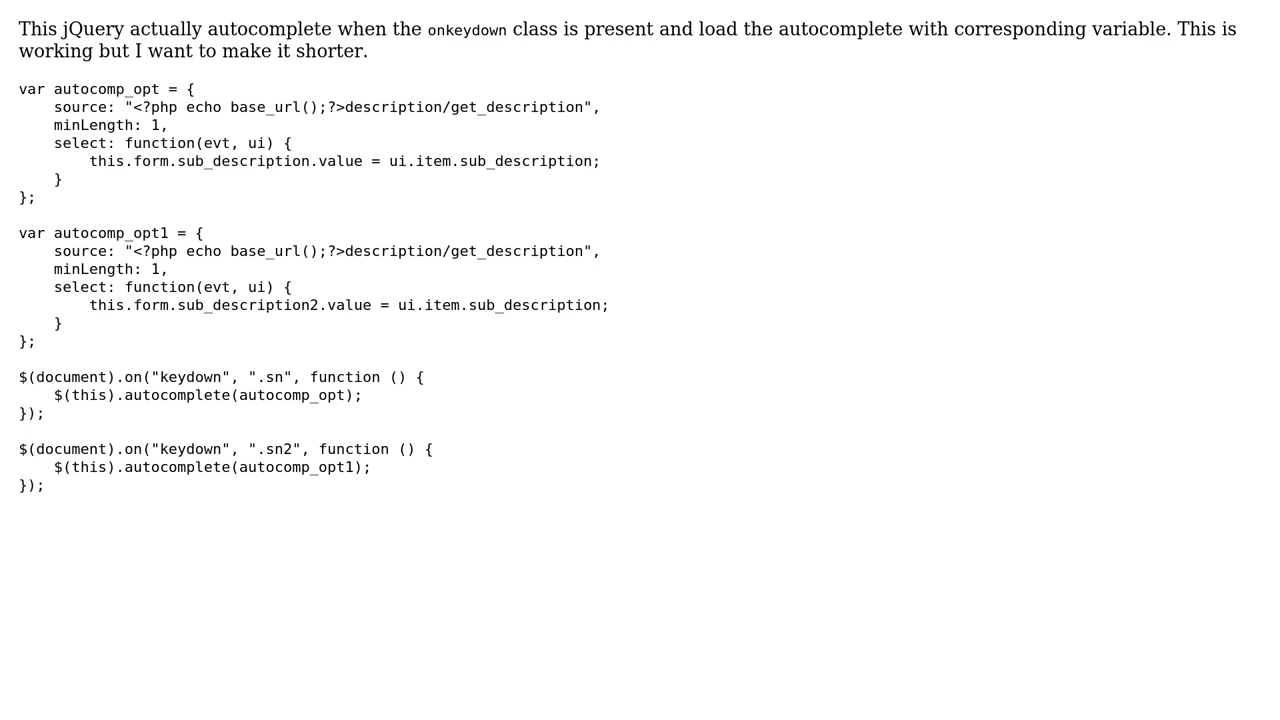 This jQuery actually autocomplete when the onkeydown class is present and load the autocomplete with corresponding variable. This is
working but I want to make it shorter.
var autocomp_opt = {
    source: "<?php echo base_url();?>description/get_description",
    minLength: 1,
    select: function(evt, ui) {
        this.form.sub_description.value = ui.item.sub_description;
    }
};
var autocomp_opt1 = {
    source: "<?php echo base_url();?>description/get_description",
    minLength: 1,
    select: function(evt, ui) {
        this.form.sub_description2.value = ui.item.sub_description;
    }
};
$(document).on("keydown", ".sn", function () {
    $(this).autocomplete(autocomp_opt);
});
$(document).on("keydown", ".sn2", function () {
    $(this).autocomplete(autocomp_opt1);
});